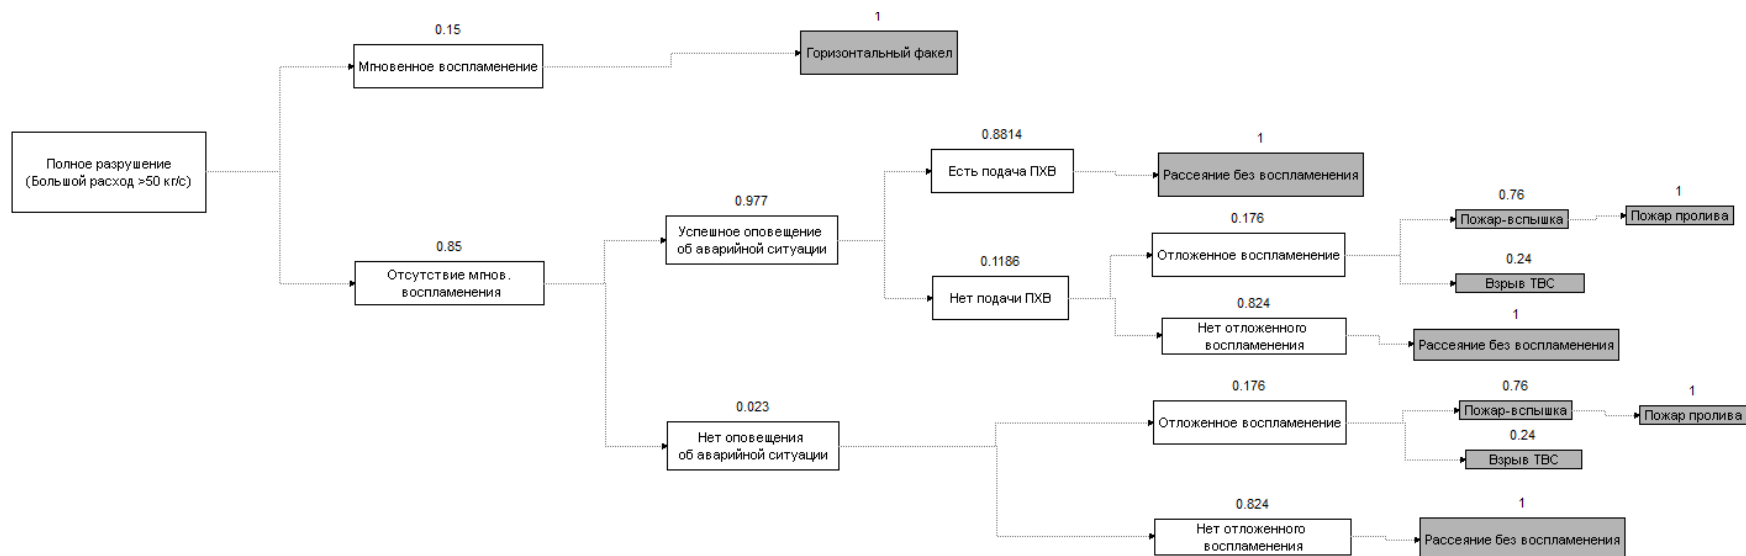 1
0.15
Горизонтальный факел
Мгновенное воспламенение
0.8814
1
Полное разрушение
(Большой расход >50 кг/с)
Есть подача ПХВ
Рассеяние без воспламенения
0.977
0.176
0.76
1
Успешное оповещение
об аварийной ситуации
Пожар-вспышка
Пожар пролива
0.85
0.1186
Отложенное воспламенение
0.24
Отсутствие мгнов.
воспламенения
Взрыв ТВС
Нет подачи ПХВ
0.824
1
Нет отложенного
воспламенения
Рассеяние без воспламенения
0.023
0.176
0.76
1
Нет оповещения
об аварийной ситуации
Отложенное воспламенение
Пожар-вспышка
Пожар пролива
0.24
Взрыв ТВС
0.824
1
Нет отложенного
воспламенения
Рассеяние без воспламенения